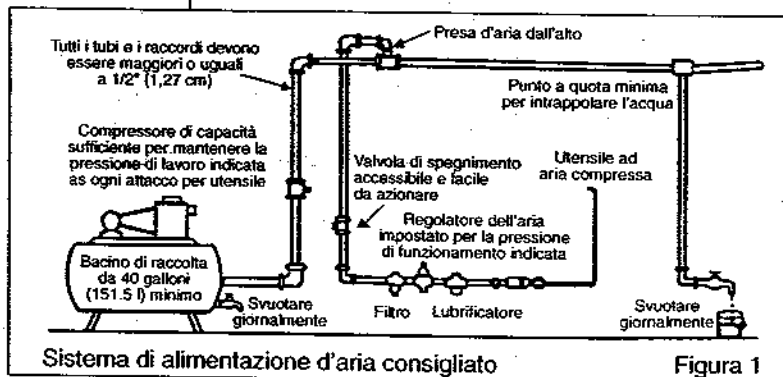 Presa d'aria dall'alto
Tutti i tubi e i raccordi devono
essere maggiori o uguali
a 1/2" (1,27 cm)
Punto a quota minima
per intrappolare l'acqua
Compressore di capacità
sufficiente per mantenere la
pressione di lavoro indicata
as ogni attacco per utensile
Valvola di spegnimento
accessibile e facile
da azionare
Utensile ad
aria compressa
Regolatore dell'aria
impostato per la pressione
di funzionamento indicata
Bacino di raccolta
da 40 galloni
(151.5 l) minimo
Svuotare
giornalmente
Filtro
Lubrificatore
Svuotare
giornalmente
Sistema di alimentazione d'aria consigliato
Figura 1